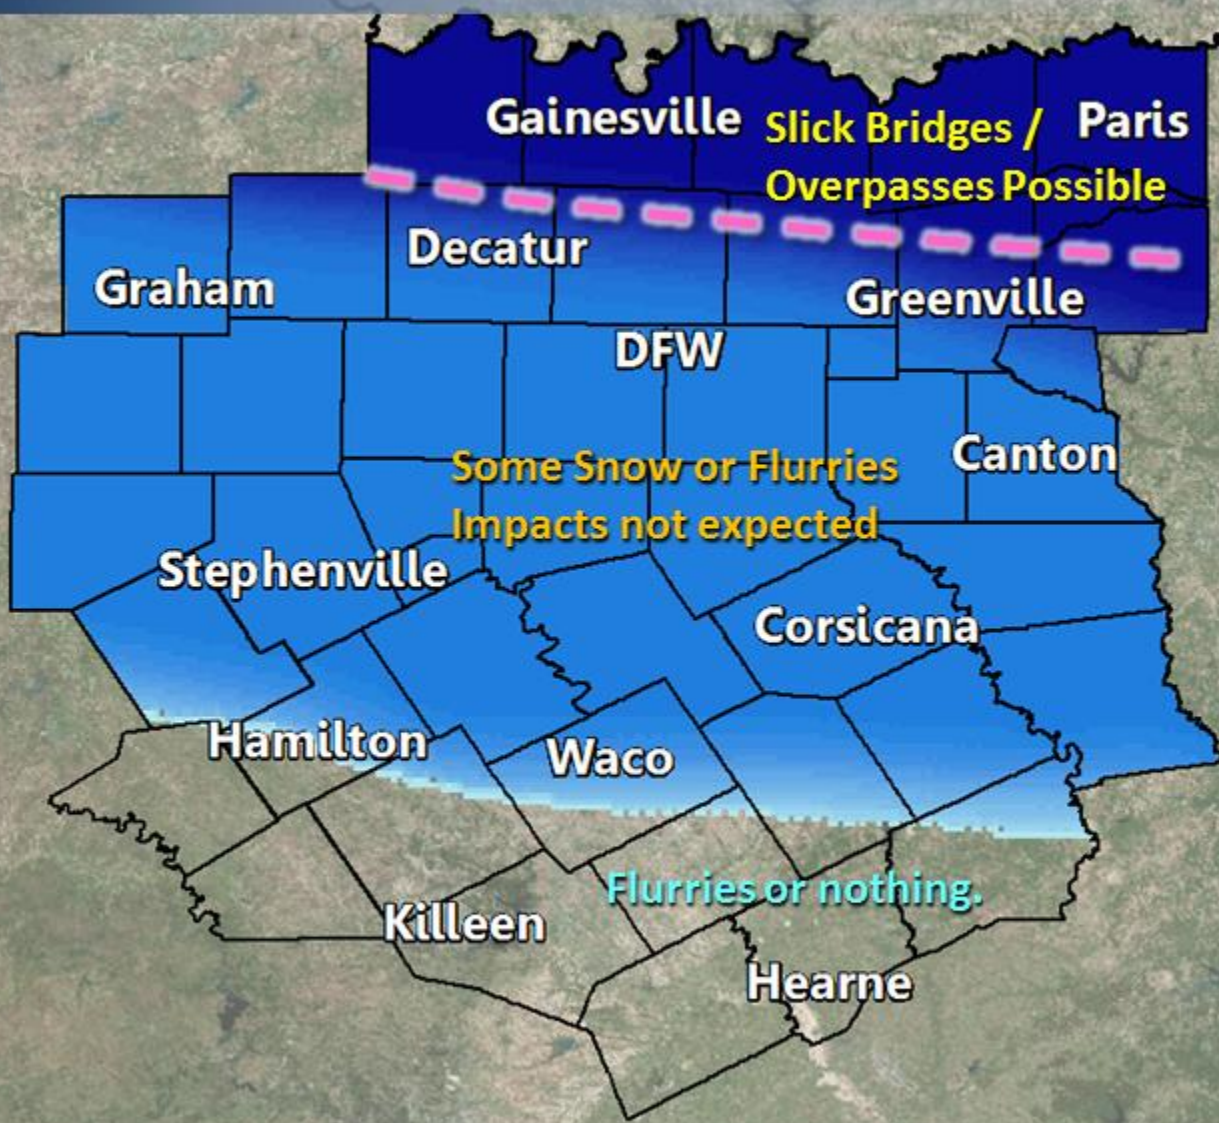 Gainesville
Slick Bridges /
Paris
Overpasses Possible
Decatur
Graham
Greenville
DFW
Some Snow or Flurries
Canton
Impacts not expected
Stephenville
Corsicana
Hamilton
Waco
Flurries or nothing.
Killeen
Hearne